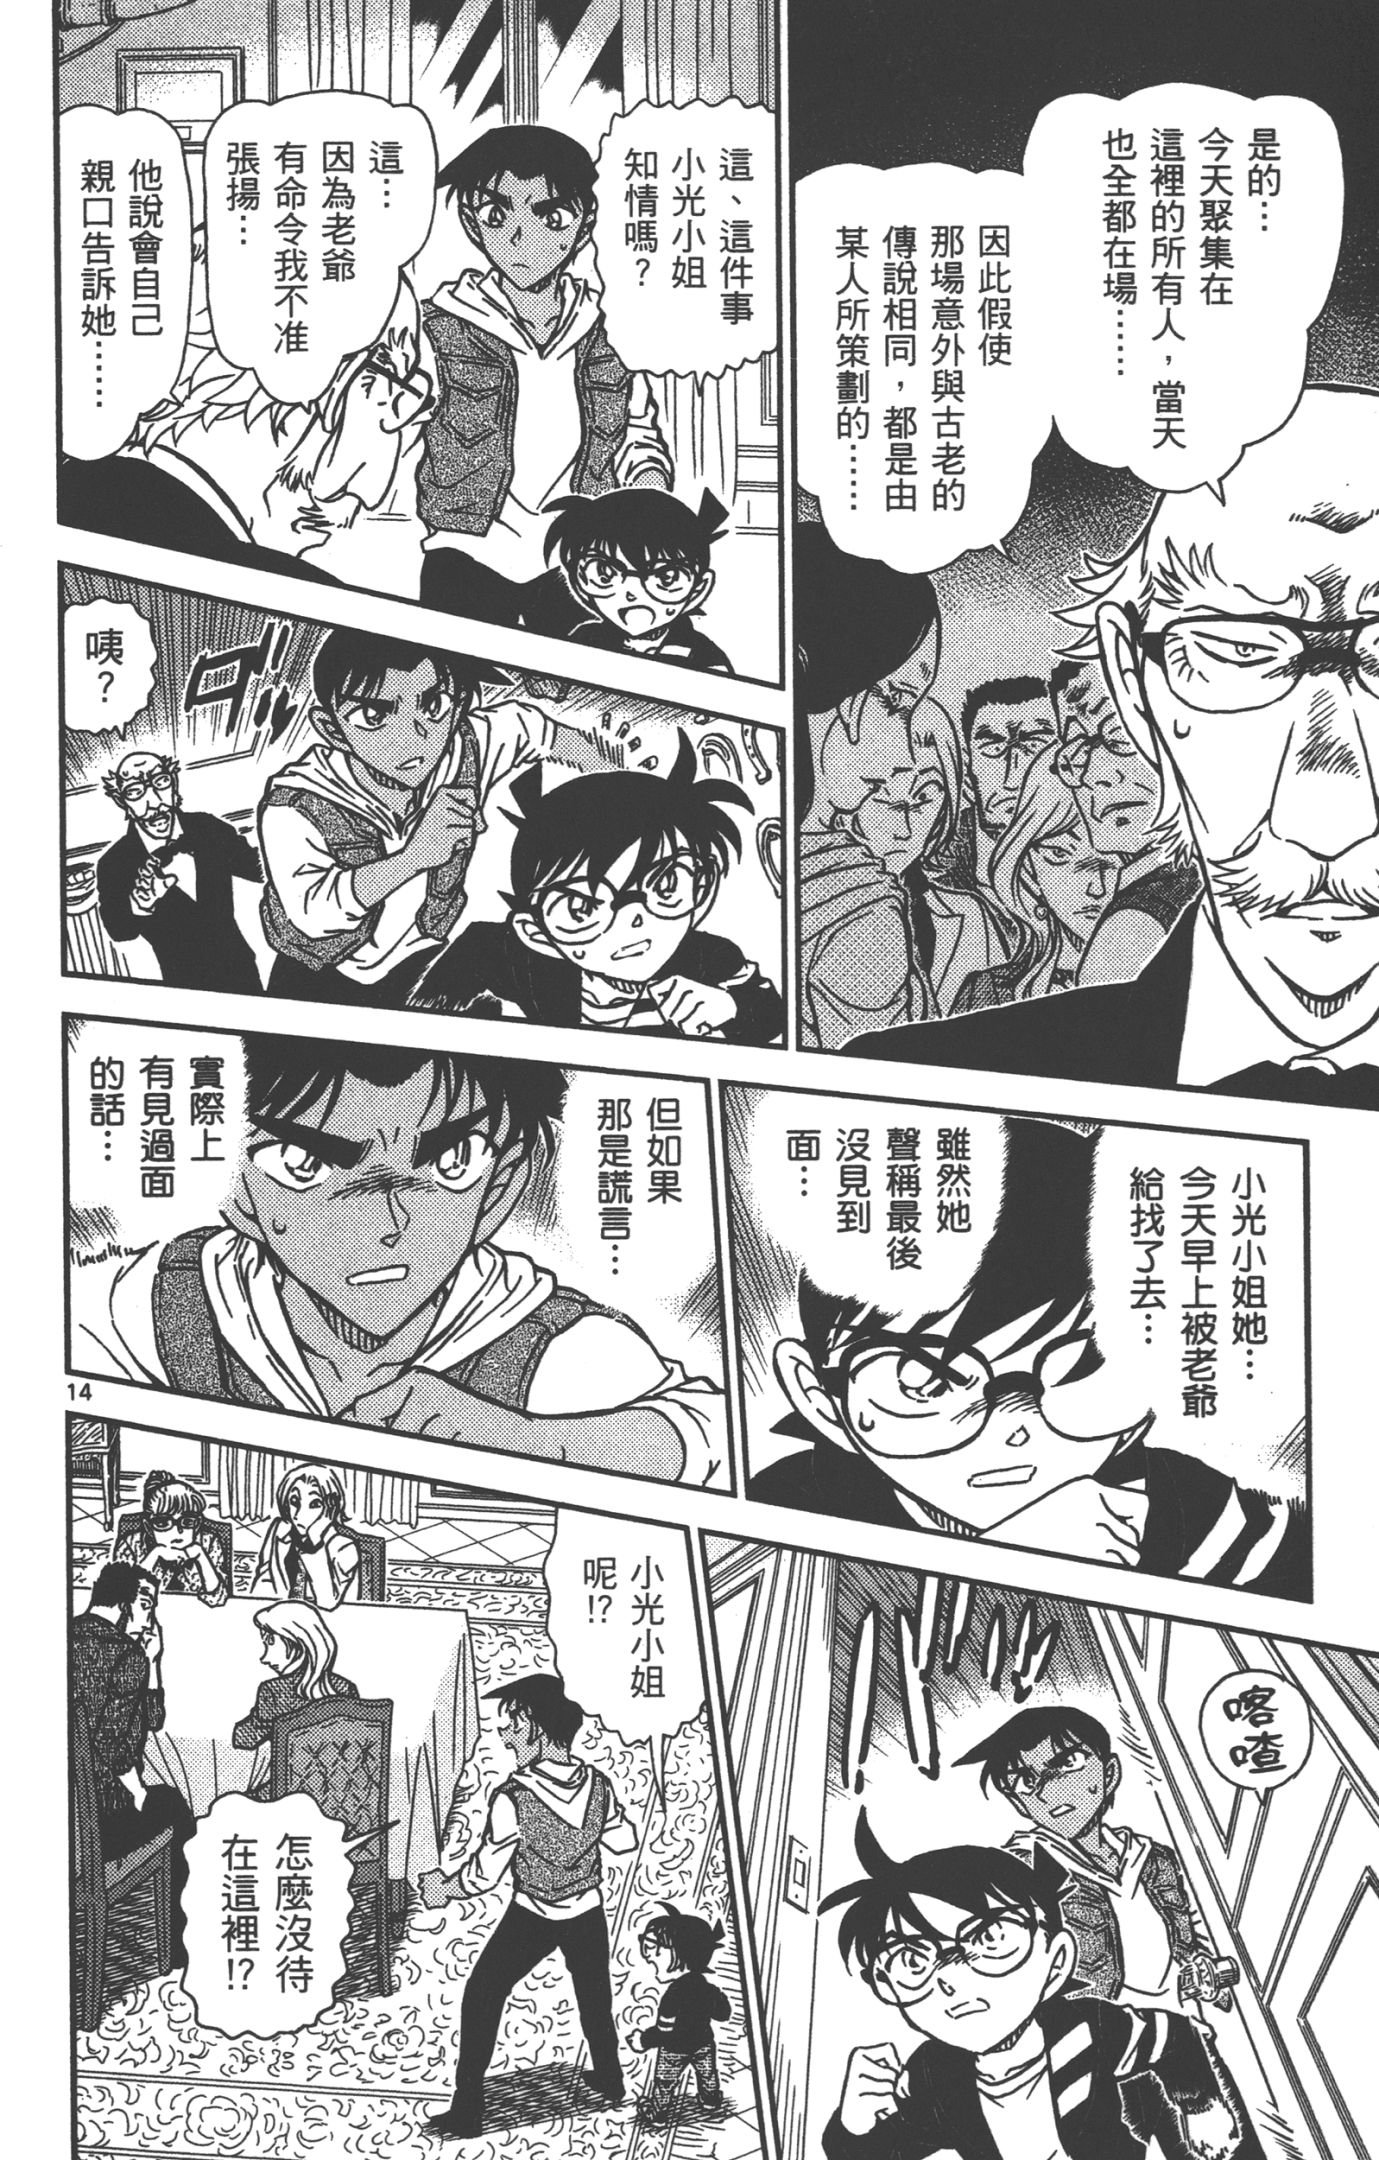 是的…
今天聚集在
這裡的所有人，當天
也全都在場……
因此假使
那場意外與古老的
傳說相同，都是由
某人所策劃的……
這、這件事
小光小姐
知情嗎？
這…
因為老爺
有命令我不准
張揚…
他說會自己
親口告訴她……
咦？
小光小姐她…
今天早上被老爺
給找了去…
雖然她
聲稱最後
沒見到
面…
但如果
那是謊言…
實際上
有見過面
的話…
喀喳
小光小姐
呢!?
怎麼沒待
在這裡!?
14